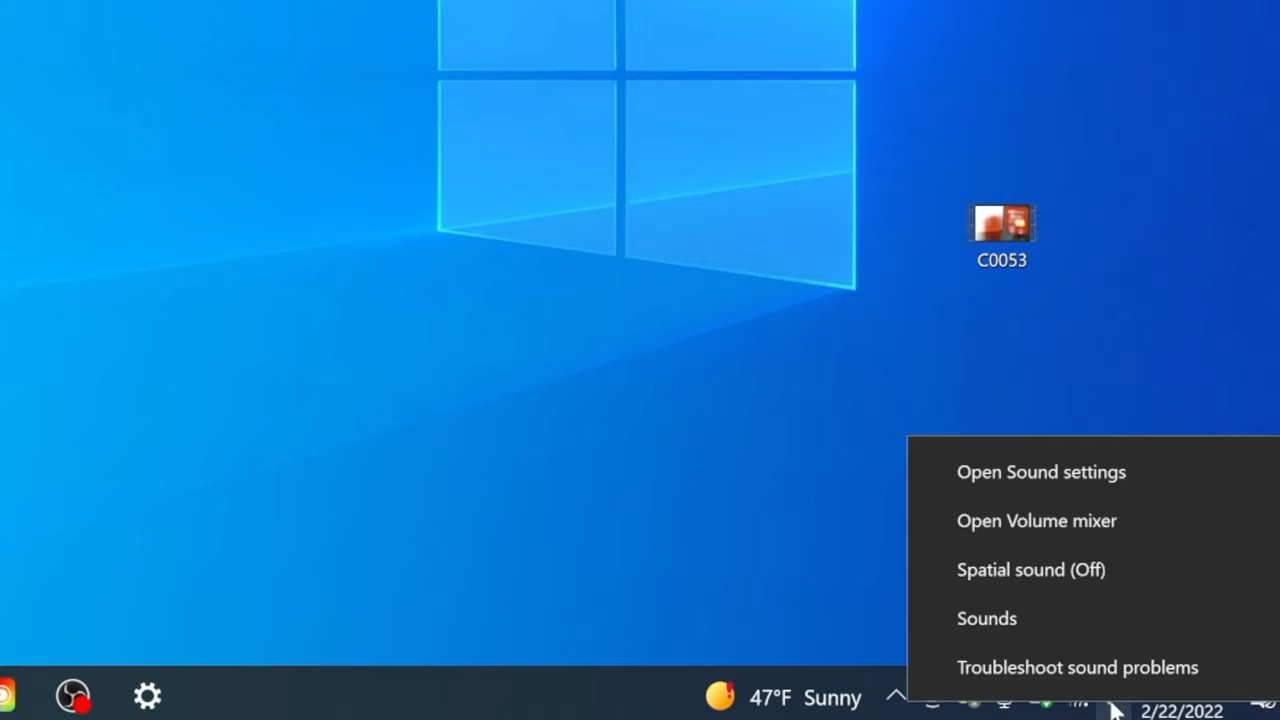 C0053
Open Sound settings
Open Volume mixer
Spatial sound (Off)
Sounds
Troubleshoot sound problems
47°F Sunny
2/22/2022